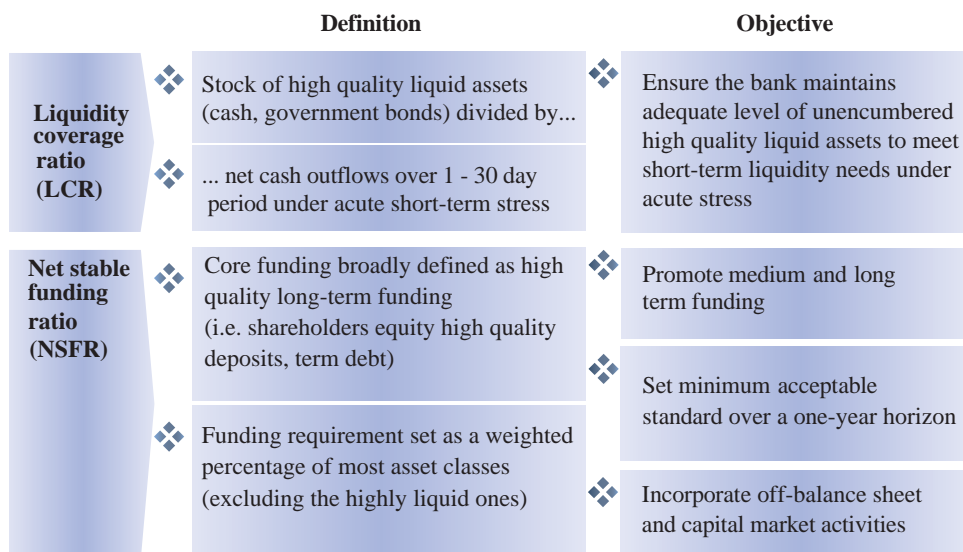 Definition
Objective
Liquidity
coverage
ratio
(LCR)
Stock of high quality liquid assets
(cash, government bonds) divided by...
... net cash outflows over 1 - 30 day
period under acute short-term stress
Ensure the bank maintains
adequate level of unencumbered
high quality liquid assets to meet
short-term liquidity needs under
acute stress
Net stable
funding
ratio
(NSFR)
Core funding broadly defined as high
quality long-term funding
(i.e. shareholders equity high quality
deposits, term debt)
Funding requirement set as a weighted
percentage of most asset classes
(excluding the highly liquid ones)
Promote medium and long
term funding
Set minimum acceptable
standard over a one-year horizon
Incorporate off-balance sheet
and capital market activities